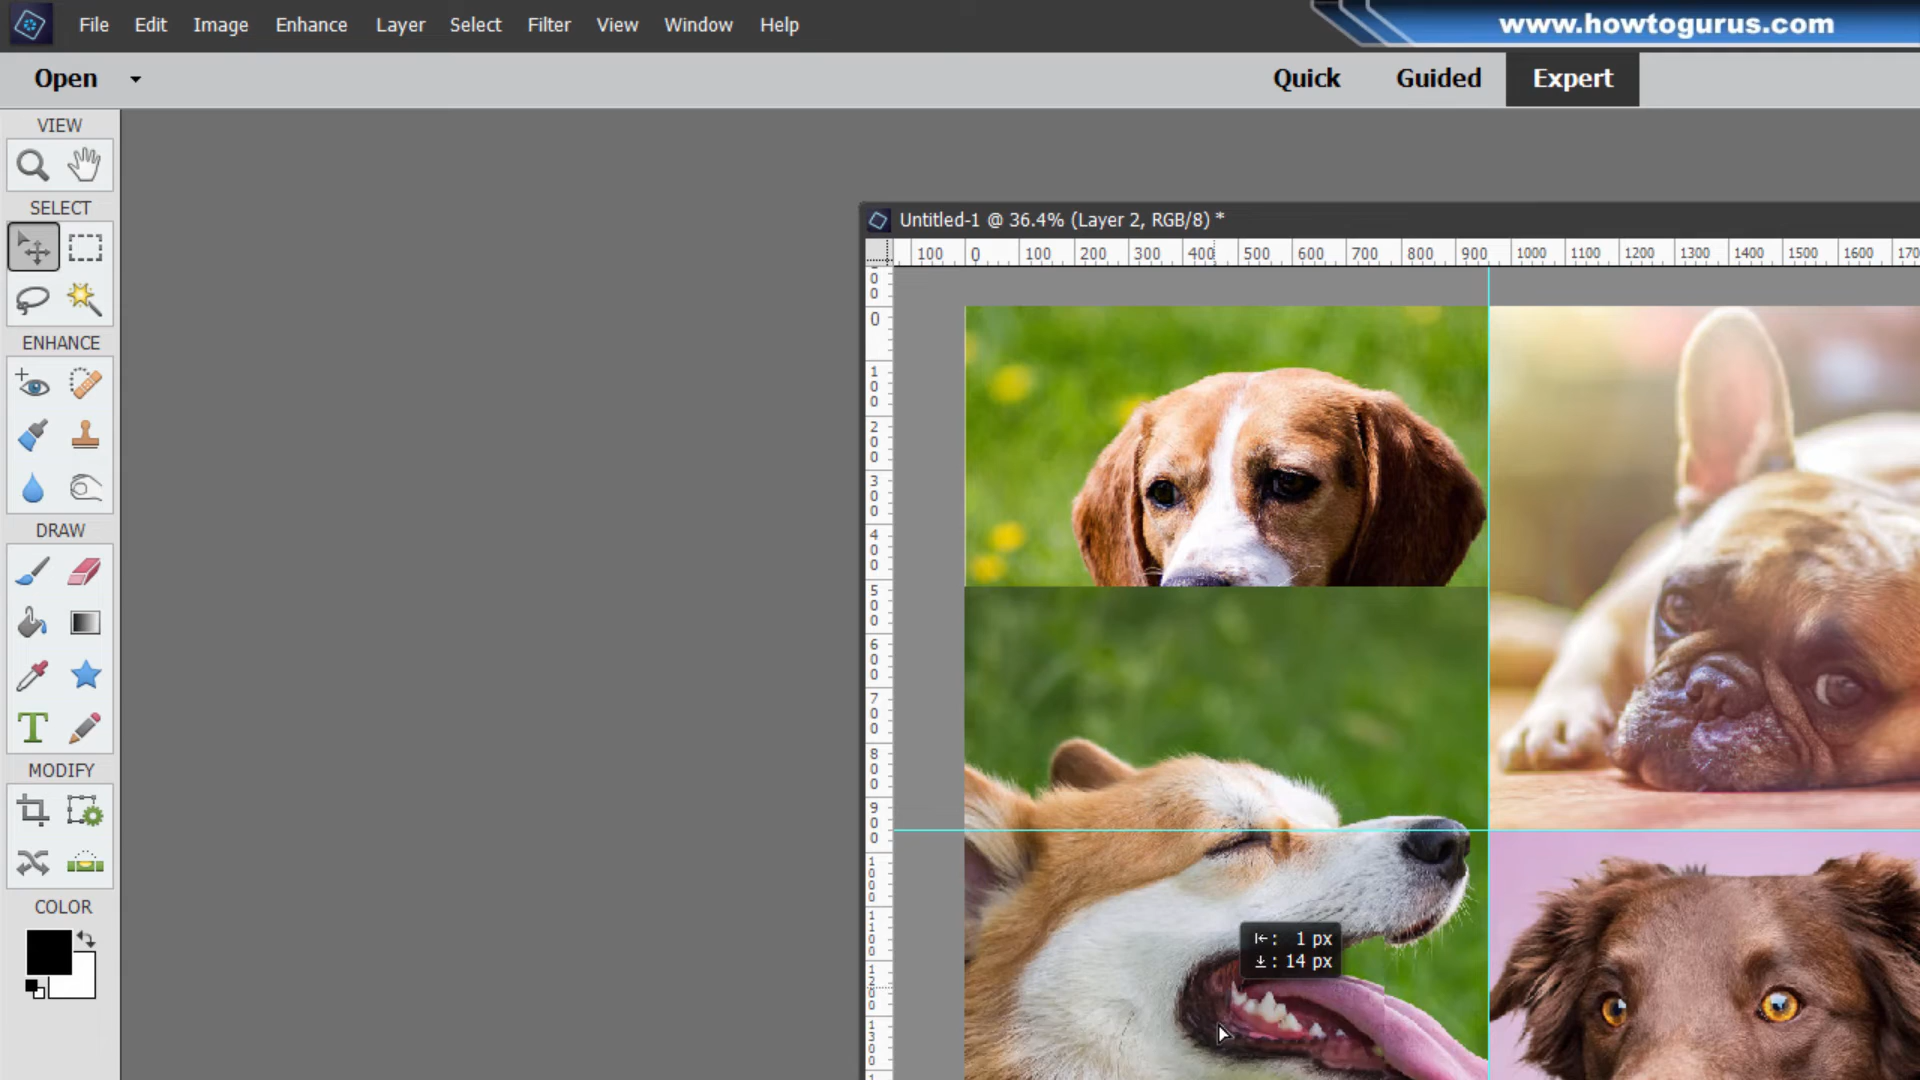 File Edit Image Enhance Layer Select Filter View Window Help
www.howtogurus.com
Open
Quick Guided Expert
VIEW
SELECT
ENHANCE
DRAW
T
MODIFY
COLOR
Untitled-1 @ 36.4% (Layer 2, RGB/8) *
100 0 100 200 300 400 500 600 700 800 900 1000 1100 1200 1300 1400 1500 1600 170
0 0
0
100
200
300
400
500
600
700
800
900
1000
1100
1200
1300
1
: 1 px
: 14 px